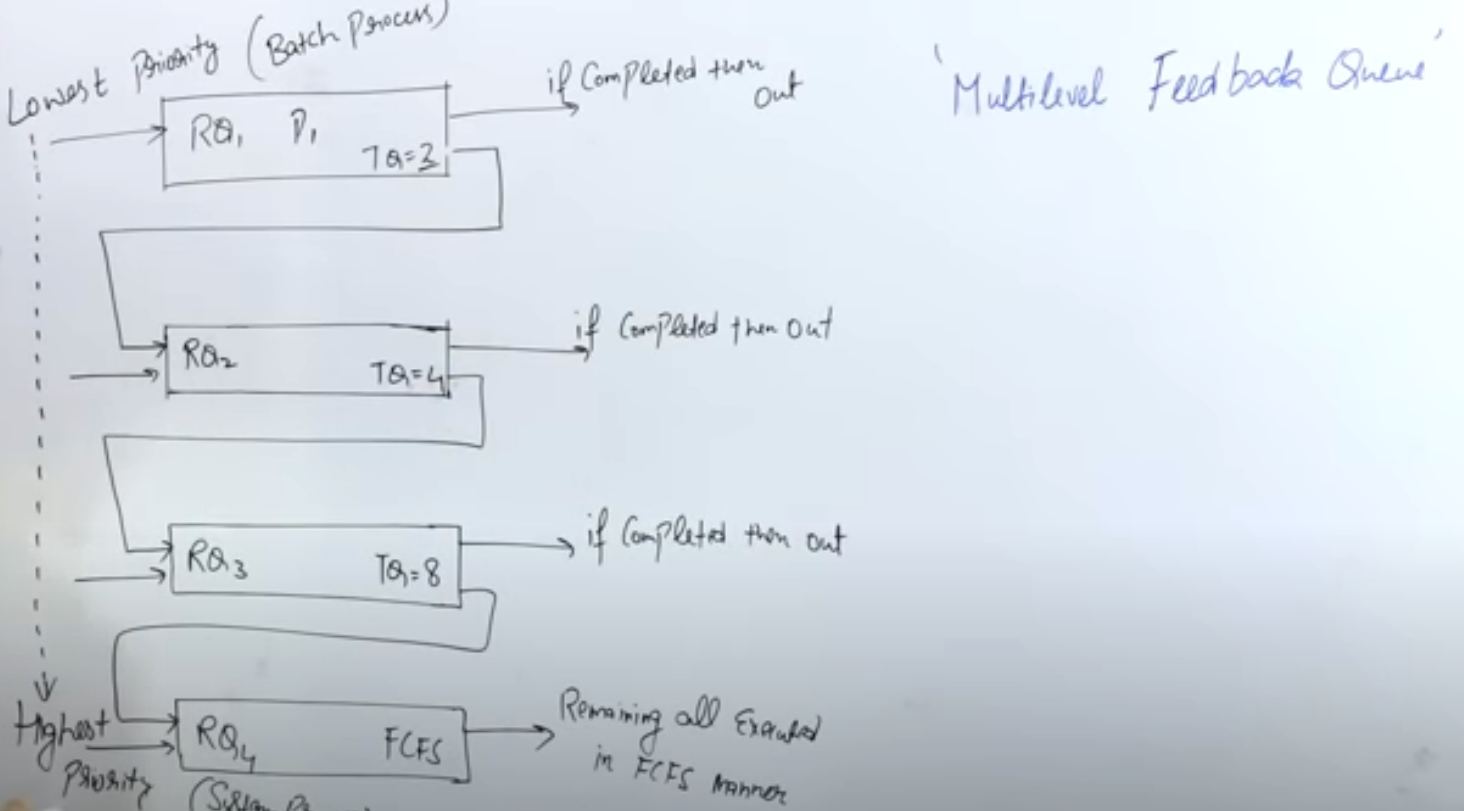 Lowest Priority (Batch Process)
'Multilevel Feedback Queue'
if Completed then
out
RQ₁ P₁
TQ=3
RQ₂
TQ=4
if Completed then out
RQ₃
TQ=8
if Completed then out
Highest
Priority
RQ₄
FCFS
Remaining all Executed
in FCFS manner
(System